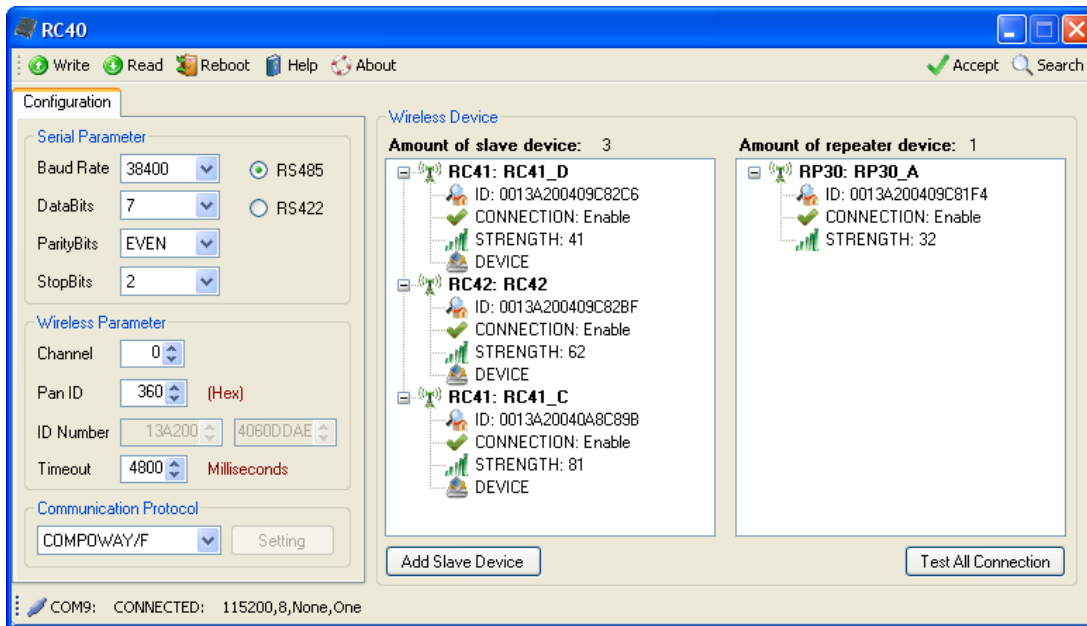 RC40
Write Read Reboot Help About Accept Search
Configuration
Serial Parameter
Baud Rate 38400 RS485
DataBits 7 RS422
ParityBits EVEN
StopBits 2
Wireless Parameter
Channel 0
Pan ID 360 (Hex)
ID Number 13A200 4060DDAE
Timeout 4800 Milliseconds
Communication Protocol
COMPOWAY/F Setting
Wireless Device
Amount of slave device: 3
RC41: RC41_D
ID: 0013A200409C82C6
CONNECTION: Enable
STRENGTH: 41
DEVICE
RC42: RC42
ID: 0013A200409C82BF
CONNECTION: Enable
STRENGTH: 62
DEVICE
RC41: RC41_C
ID: 0013A20040A8C89B
CONNECTION: Enable
STRENGTH: 81
DEVICE
Amount of repeater device: 1
RP30: RP30_A
ID: 0013A200409C81F4
CONNECTION: Enable
STRENGTH: 32
Add Slave Device Test All Connection
COM9: CONNECTED: 115200,8,None,One